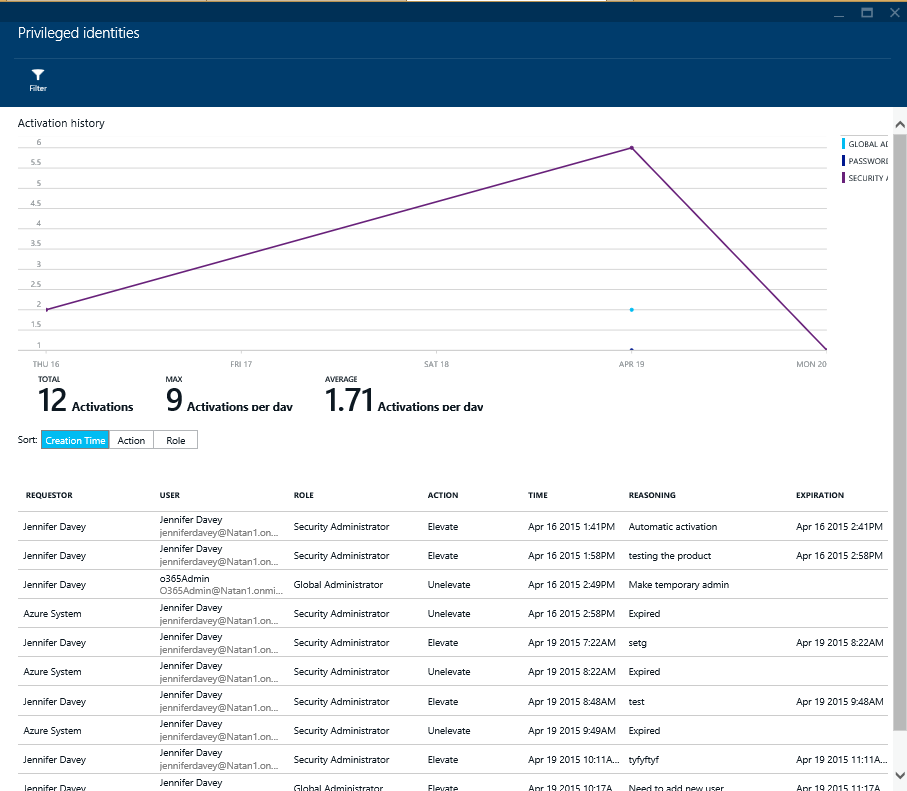 Privileged identities
Filter
Activation history
6
5.5
5
4.5
4
3.5
3
2.5
2
1.5
1
GLOBAL AD
PASSWORD
SECURITY A
THU 16 FRI 17 SAT 18 APR 19 MON 20
TOTAL MAX AVERAGE
12 Activations 9 Activations per day 1.71 Activations per day
Sort: Creation Time Action Role
REQUESTOR USER ROLE ACTION TIME REASONING EXPIRATION
Jennifer Davey Jennifer Davey Security Administrator Elevate Apr 16 2015 1:41PM Automatic activation Apr 16 2015 2:41PM
jenniferdavey@Natan1.on...
Jennifer Davey Jennifer Davey Security Administrator Elevate Apr 16 2015 1:58PM testing the product Apr 16 2015 2:58PM
jenniferdavey@Natan1.on...
Jennifer Davey o365Admin Global Administrator Unelevate Apr 16 2015 2:49PM Make temporary admin
O365Admin@Natan1.onmi...
Azure System Jennifer Davey Security Administrator Unelevate Apr 16 2015 2:58PM Expired
jenniferdavey@Natan1.on...
Jennifer Davey Jennifer Davey Security Administrator Elevate Apr 19 2015 7:22AM setg Apr 19 2015 8:22AM
jenniferdavey@Natan1.on...
Azure System Jennifer Davey Security Administrator Unelevate Apr 19 2015 8:22AM Expired
jenniferdavey@Natan1.on...
Jennifer Davey Jennifer Davey Security Administrator Elevate Apr 19 2015 8:48AM test Apr 19 2015 9:48AM
jenniferdavey@Natan1.on...
Azure System Jennifer Davey Security Administrator Unelevate Apr 19 2015 9:49AM Expired
jenniferdavey@Natan1.on...
Jennifer Davey Jennifer Davey Security Administrator Elevate Apr 19 2015 10:11A... tyfyftyf Apr 19 2015 11:11A...
jenniferdavey@Natan1.on...
Jennifer Davey Jennifer Davey Global Administrator Elevate Apr 19 2015 10:17A... Need to add new user Apr 19 2015 11:17A...